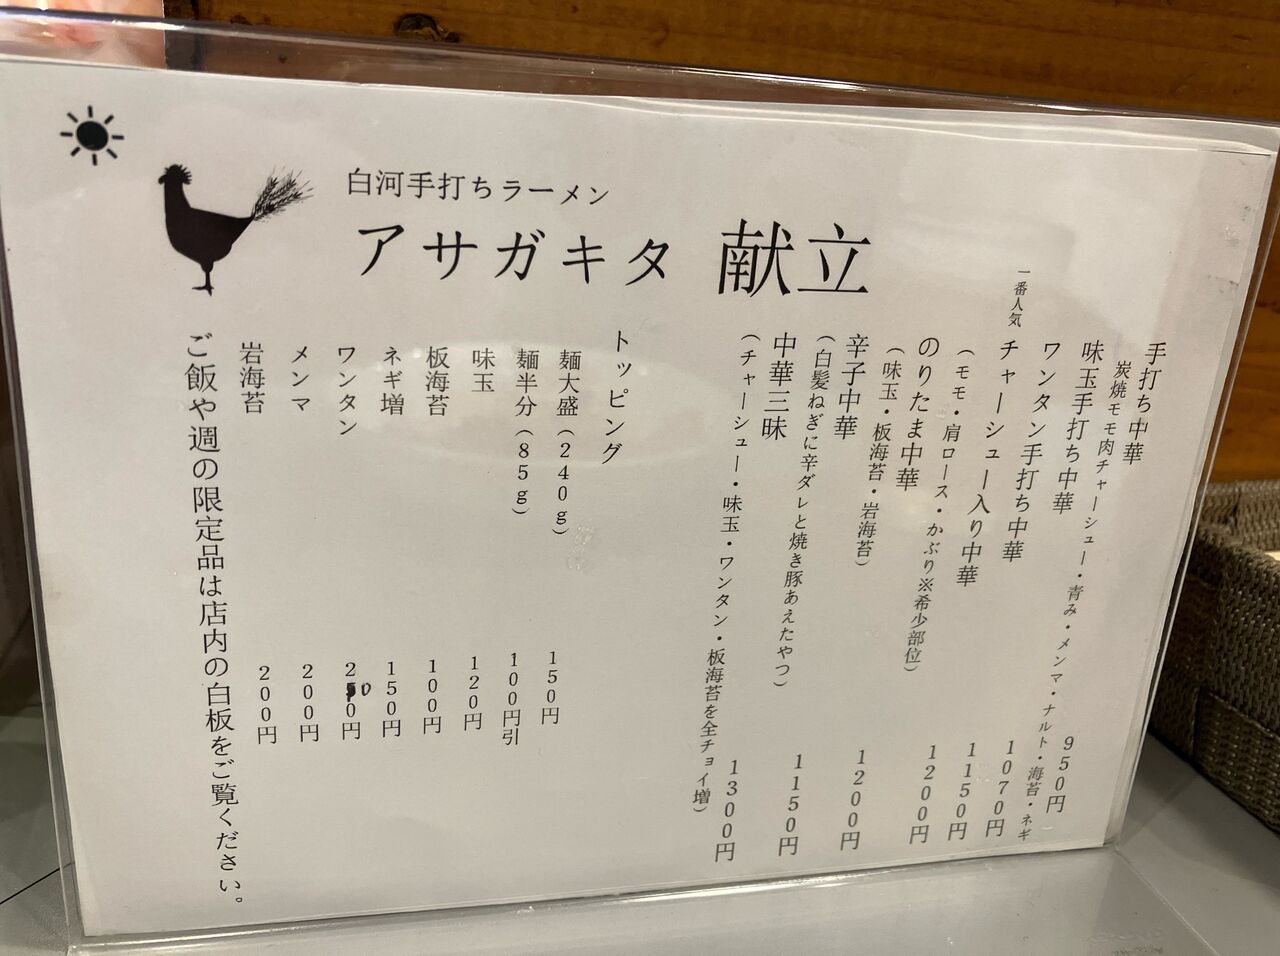 白河手打ちラーメン
アサガキタ 献立
手打ち中華 950円
炭焼モモ肉チャーシュー・青み・メンマ・ナルト・海苔・ネギ
味玉手打ち中華 1070円
ワンタン手打ち中華 1150円
一番人気 チャーシュー入り中華 1200円
(モモ・肩ロース・かぶり※希少部位)
のりたま中華 1200円
(味玉・板海苔・岩海苔)
辛子中華 1150円
(白髪ねぎに辛ダレと焼き豚あえたやつ)
中華三昧 1300円
(チャーシュー・味玉・ワンタン・板海苔を全チョイ増)
トッピング
麺大盛(240g) 150円
麺半分(85g) 100円引
味玉 120円
板海苔 100円
ネギ増 150円
ワンタン 250円
メンマ 200円
岩海苔 200円
ご飯や週の限定品は店内の白板をご覧ください。